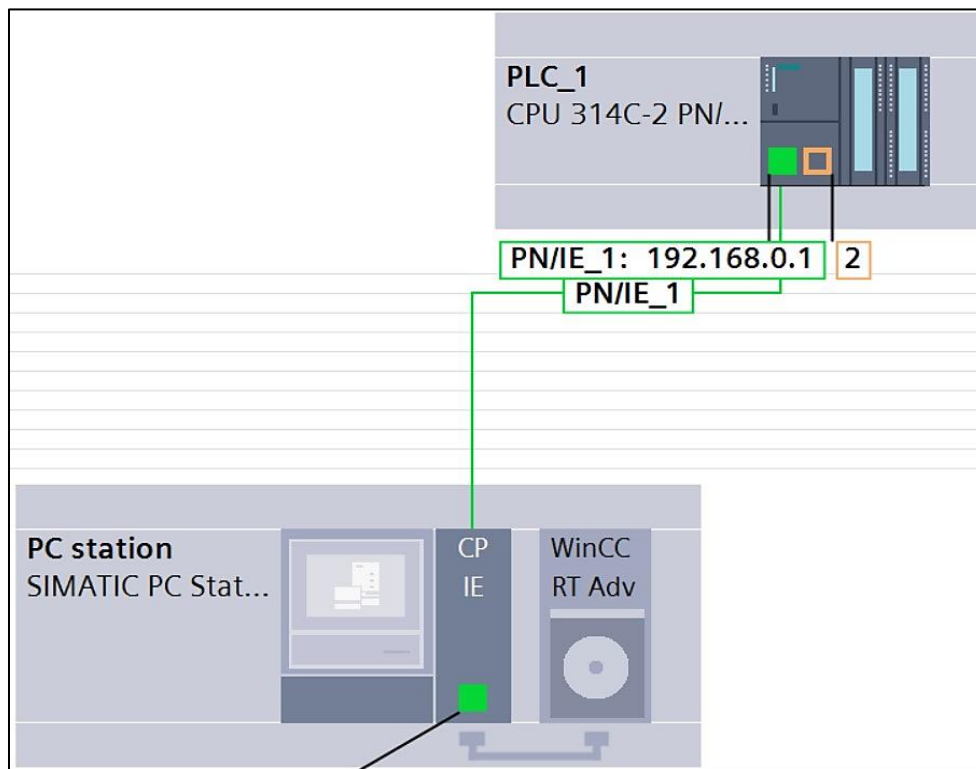 PLC_1
CPU 314C-2 PN/...
PN/IE_1: 192.168.0.1
2
PN/IE_1
PC station
SIMATIC PC Stat...
CP
IE
WinCC
RT Adv